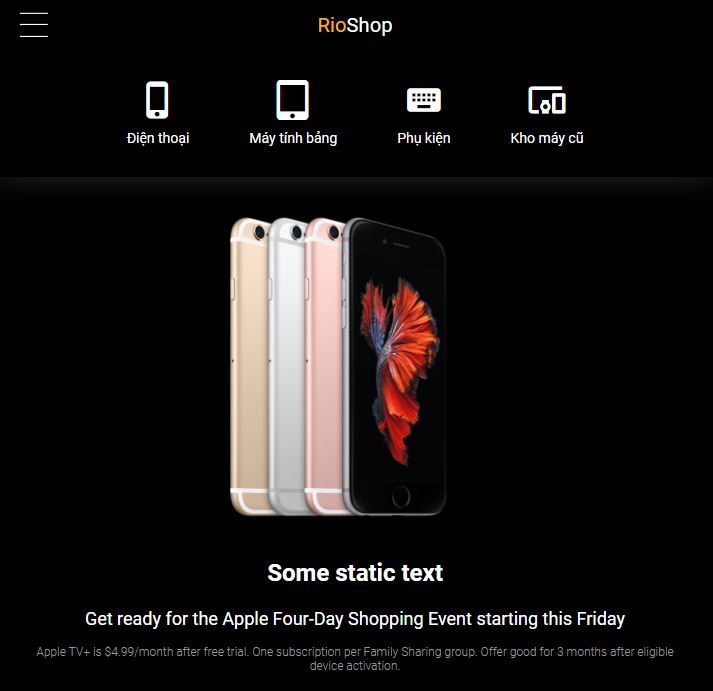 RioShop
Điện thoại
Máy tính bảng
Phụ kiện
Kho máy cũ
Some static text
Get ready for the Apple Four-Day Shopping Event starting this Friday
Apple TV+ is $4.99/month after free trial. One subscription per Family Sharing group. Offer good for 3 months after eligible
device activation.